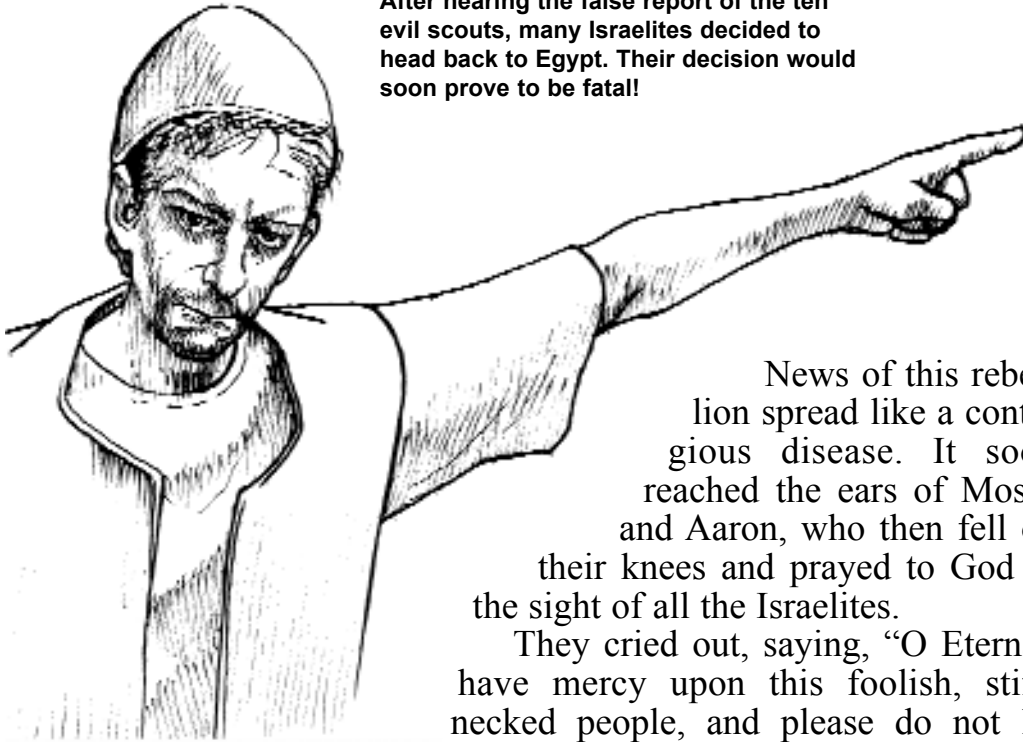 After hearing the false report of the ten
evil scouts, many Israelites decided to
head back to Egypt. Their decision would
soon prove to be fatal!
News of this
lion spread like a
gious disease. It
reached the ears of
and Aaron, who then fell
their knees and prayed to God
the sight of all the Israelites.
They cried out, saying, “O
have mercy upon this foolish,
necked people, and please do not